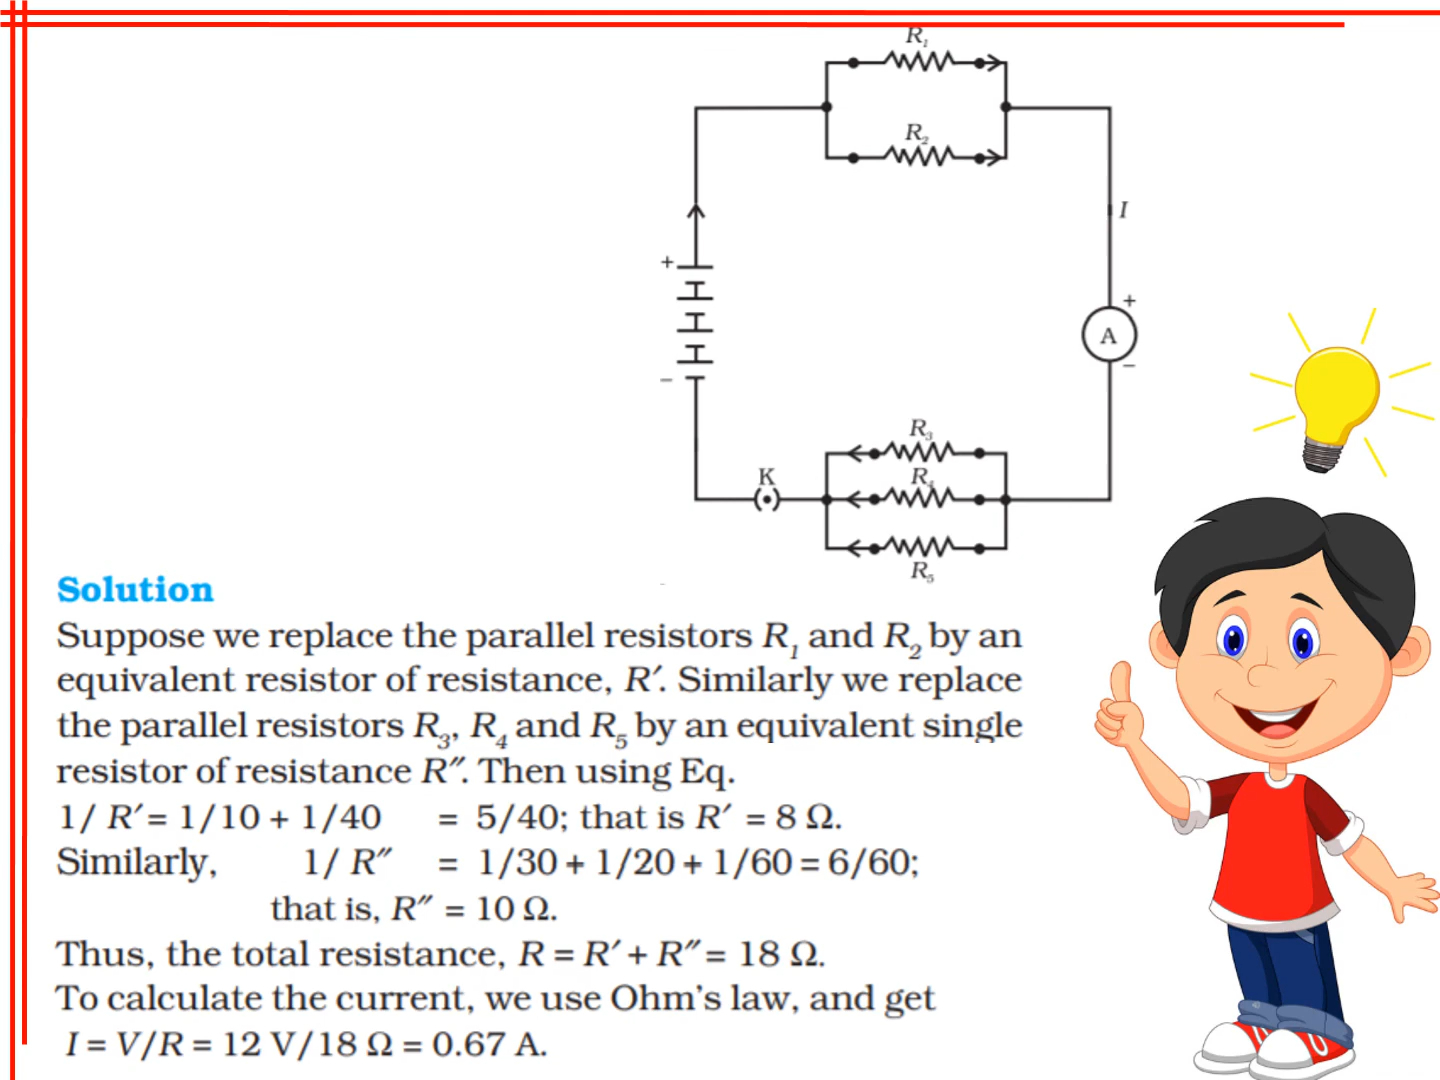 R₁
R₂
I
+
+
A
−
−
R₃
K
R₄
R₅
Solution
Suppose we replace the parallel resistors R₁ and R₂ by an
equivalent resistor of resistance, R′. Similarly we replace
the parallel resistors R₃, R₄ and R₅ by an equivalent single
resistor of resistance R″. Then using Eq.
1/ R′ = 1/10 + 1/40 = 5/40; that is R′ = 8 Ω.
Similarly, 1/ R″ = 1/30 + 1/20 + 1/60 = 6/60;
that is, R″ = 10 Ω.
Thus, the total resistance, R = R′ + R″ = 18 Ω.
To calculate the current, we use Ohm’s law, and get
I = V/R = 12 V/18 Ω = 0.67 A.